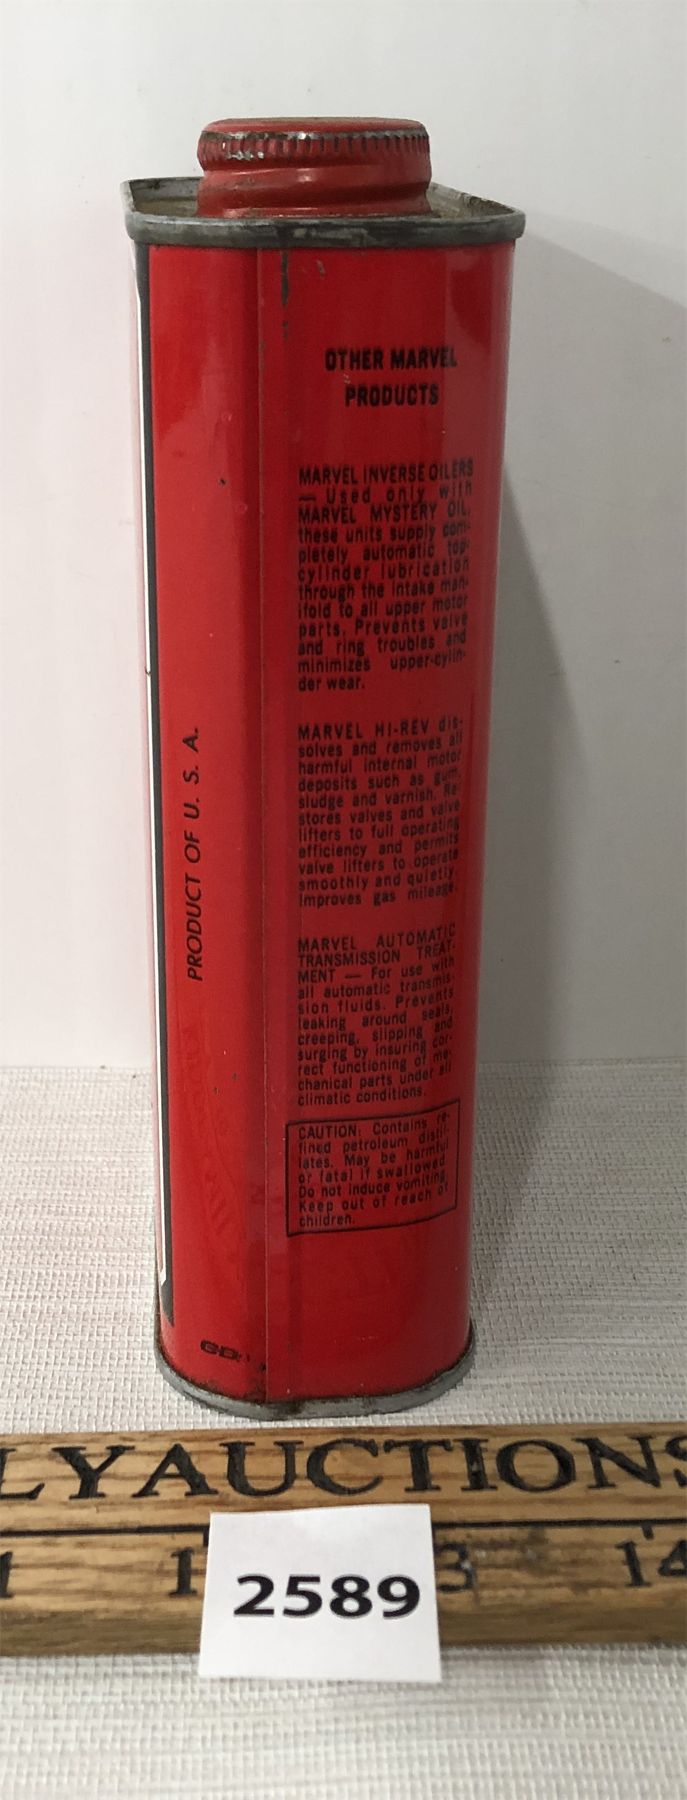 OTHER MARVEL
PRODUCTS
MARVEL INVERSE OILERS
— Used only with
MARVEL MYSTERY OIL,
these units supply com-
pletely automatic top-
cylinder lubrication
through the intake man-
ifold to all upper motor
parts. Prevents valve
and ring troubles and
minimizes upper-cylin-
der wear.
MARVEL HI-REV dis-
solves and removes all
harmful internal motor
deposits such as gum,
sludge and varnish. Re-
stores valves and valve
lifters to full operating
efficiency and permits
valve lifters to operate
smoothly and quietly.
Improves gas mileage.
MARVEL AUTOMATIC
TRANSMISSION TREAT-
MENT — For use with
all automatic transmis-
sion fluids. Prevents
leaking around seals,
creeping, slipping and
surging by insuring cor-
rect functioning of me-
chanical parts under all
climatic conditions.
CAUTION: Contains re-
fined petroleum distil-
lates. May be harmful
or fatal if swallowed
Do not induce vomiting
Keep out of reach of
children.
PRODUCT OF U. S. A.
LYAUCTIONS
1 1 3 14
2589